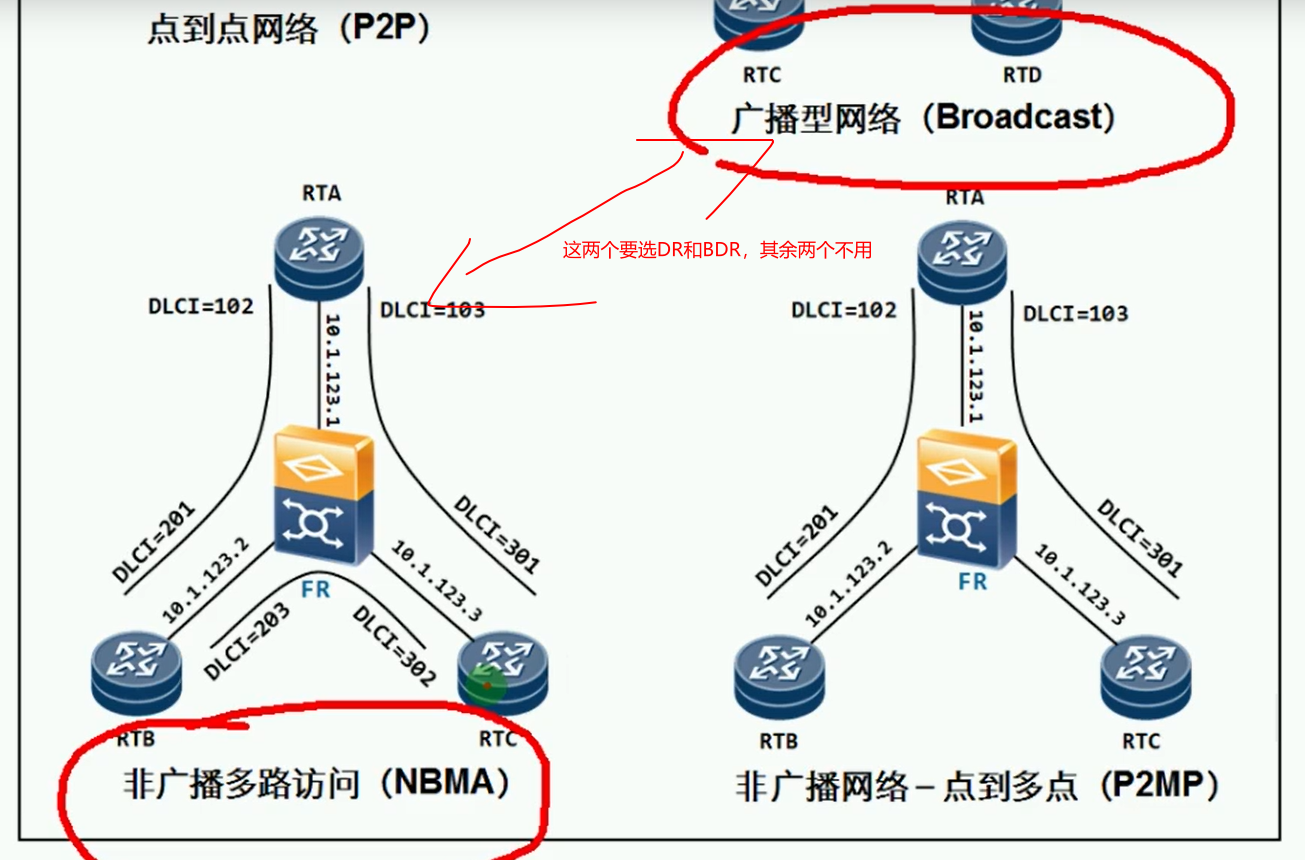 点到点网络（P2P）
RTC
RTD
广播型网络（Broadcast）
RTA
RTA
这两个要选DR和BDR，其余两个不用
DLCI=102
DLCI=103
DLCI=102
DLCI=103
10.1.123.1
10.1.123.1
DLCI=201
10.1.123.2
10.1.123.3
DLCI=301
DLCI=201
10.1.123.2
10.1.123.3
DLCI=301
FR
FR
DLCI=203
DLCI=302
RTB
RTC
RTB
RTC
非广播多路访问（NBMA）
非广播网络－点到多点（P2MP）